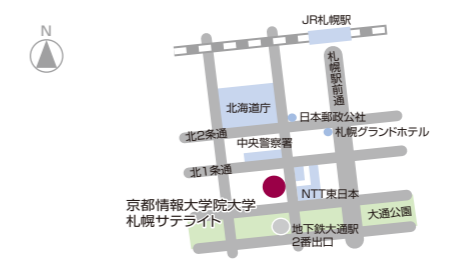 JR札幌駅
N
札幌駅前通
北海道庁
日本郵政公社
札幌グランドホテル
北2条通
中央警察署
北1条通
NTT東日本
京都情報大学院大学
札幌サテライト
大通公園
地下鉄大通駅
2番出口